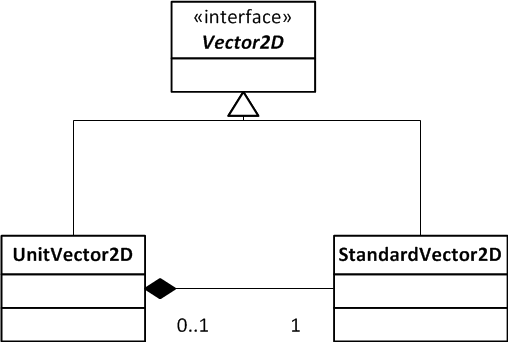 «interface»
Vector2D
UnitVector2D
StandardVector2D
0..1
1